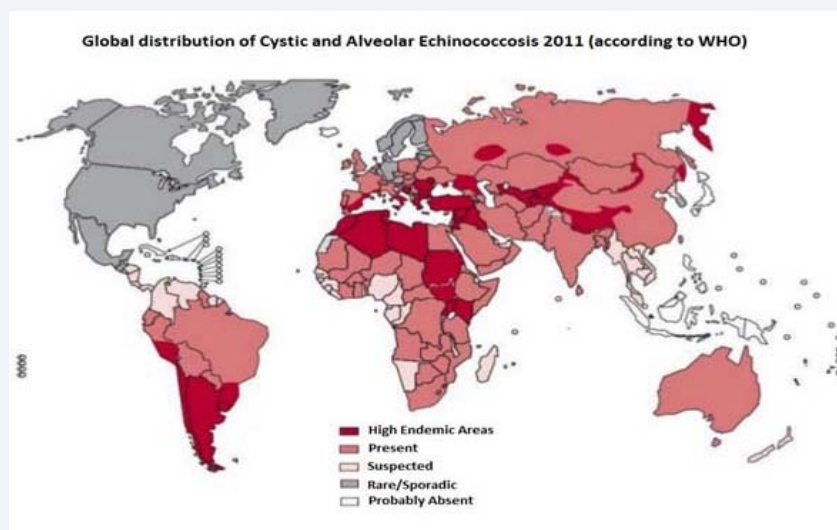 Global distribution of Cystic and Alveolar Echinococcosis 2011 (according to WHO)
High Endemic Areas
Present
Suspected
Rare/Sporadic
Probably Absent